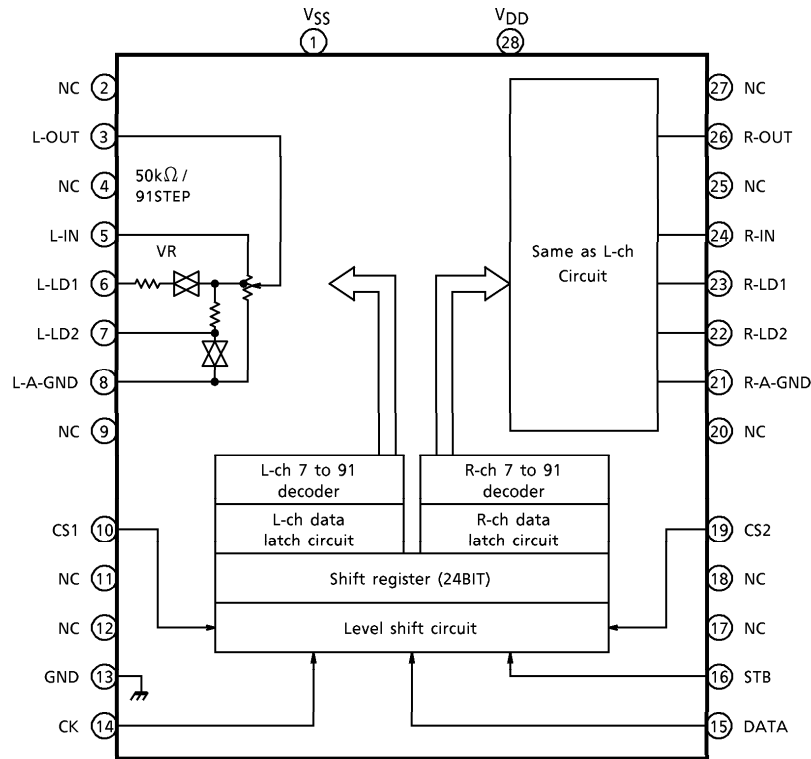 VSS
1
VDD
28
NC 2
27 NC
L-OUT 3
26 R-OUT
NC 4
50kΩ /
91STEP
25 NC
L-IN 5
24 R-IN
VR
Same as L-ch
Circuit
L-LD1 6
23 R-LD1
L-LD2 7
22 R-LD2
L-A-GND 8
21 R-A-GND
NC 9
20 NC
L-ch 7 to 91
decoder
R-ch 7 to 91
decoder
L-ch data
latch circuit
R-ch data
latch circuit
CS1 10
19 CS2
NC 11
Shift register (24BIT)
18 NC
NC 12
Level shift circuit
17 NC
GND 13
16 STB
CK 14
15 DATA